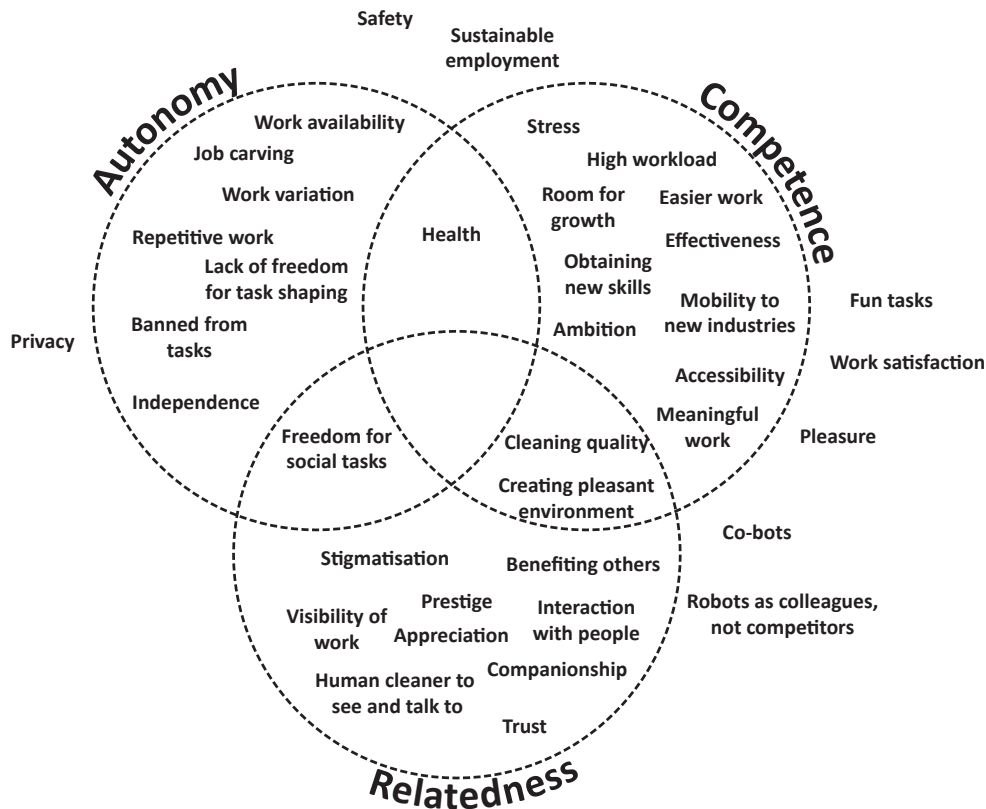 Safety
Sustainable
employment
Autonomy
Competence
Work availability
Job carving
Work variation
Repetitive work
Lack of freedom
for task shaping
Banned from
tasks
Independence
Privacy
Health
Stress
High workload
Room for
growth
Easier work
Effectiveness
Obtaining
new skills
Mobility to
new industries
Ambition
Accessibility
Meaningful
work
Fun tasks
Work satisfaction
Pleasure
Freedom for
social tasks
Cleaning quality
Creating pleasant
environment
Co-bots
Robots as colleagues,
not competitors
Stigmatisation
Benefiting others
Prestige
Visibility of
work
Appreciation
Interaction
with people
Companionship
Human cleaner to
see and talk to
Trust
Relatedness